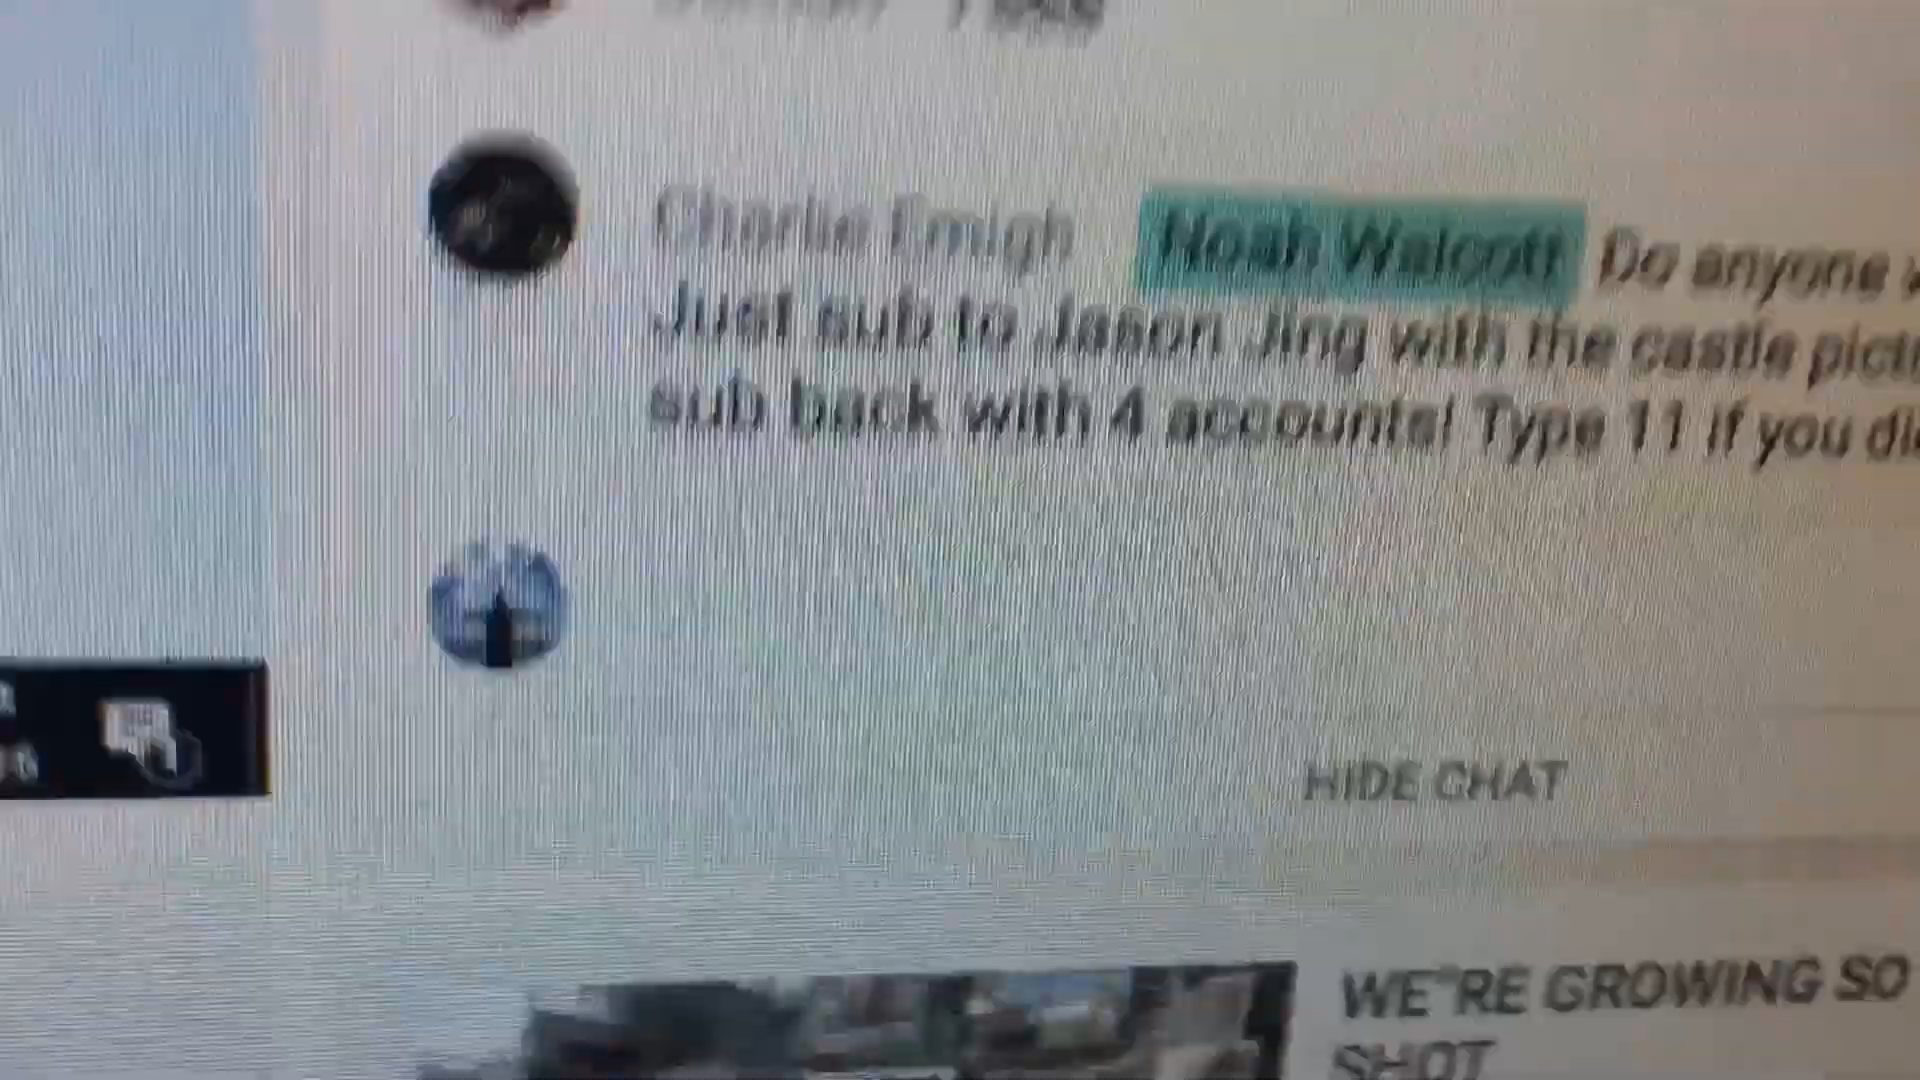 Charlie Emigh Noah Walcott Do anyone
Just sub to Jason Jing with the castle
sub back with 4 accounts! Type 11 if you
HIDE CHAT
WE'RE GROWING SO
SHOT